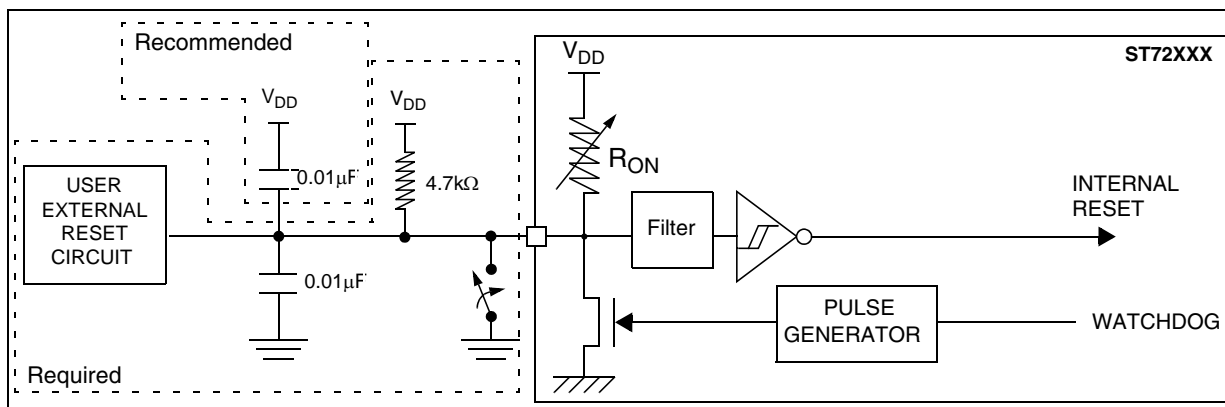 Recommended
V_DD
0.01μF
USER
EXTERNAL
RESET
CIRCUIT
V_DD
4.7kΩ
0.01μF
Required
ST72XXX
V_DD
R_ON
Filter
INTERNAL
RESET
PULSE
GENERATOR
WATCHDOG